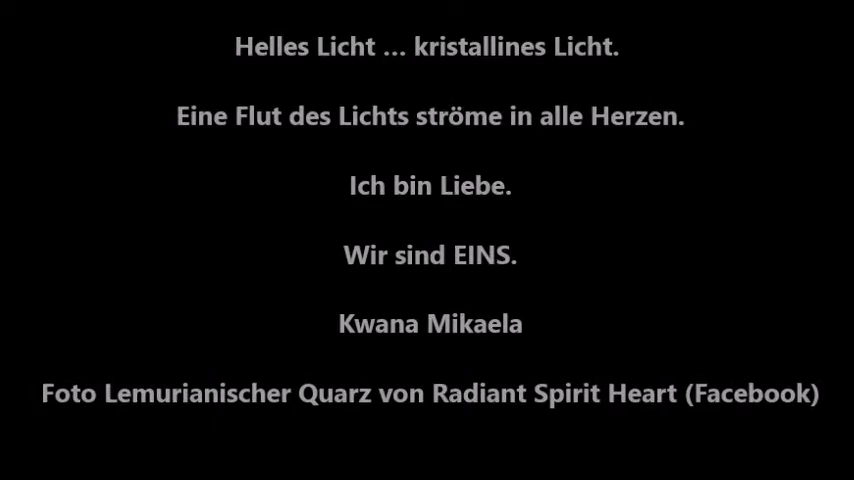 Helles Licht … kristallines Licht.
Eine Flut des Lichts ströme in alle Herzen.
Ich bin Liebe.
Wir sind EINS.
Kwana Mikaela
Foto Lemurianischer Quarz von Radiant Spirit Heart (Facebook)